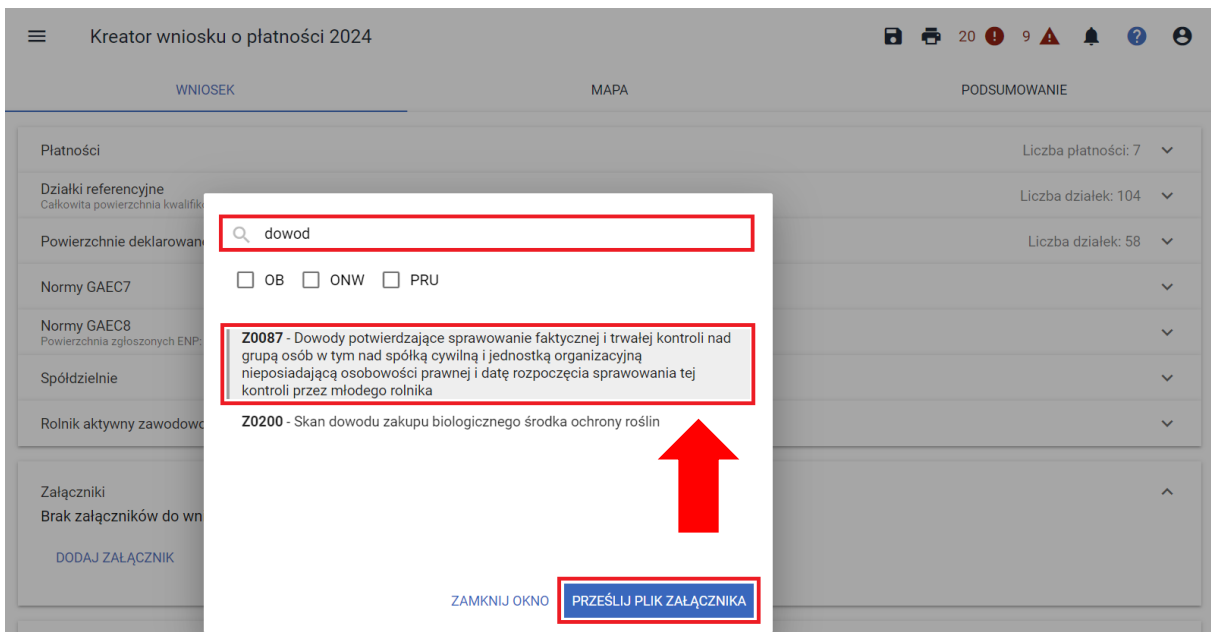 Kreator wniosku o płatności 2024
20
9
WNIOSEK
MAPA
PODSUMOWANIE
Płatności
Liczba płatności: 7
Działki referencyjne
Liczba działek: 104
Całkowita powierzchnia
Powierzchnie
Liczba działek: 58
Normy GAEC7
Normy GAEC8
Powierzchnia zgłoszonych ENP:
Spółdzielnie
Rolnik aktywny
Załączniki
Brak załączników do
DODAJ ZAŁĄCZNIK
dowod
OB ONW PRU
Z0087 - Dowody potwierdzające sprawowanie faktycznej i trwałej kontroli nad
grupą osób w tym nad spółką cywilną i jednostką organizacyjną
nieposiadającą osobowości prawnej i datę rozpoczęcia sprawowania tej
kontroli przez młodego rolnika
Z0200 - Skan dowodu zakupu biologicznego środka ochrony roślin
ZAMKNIJ OKNO
PRZEŚLIJ PLIK ZAŁĄCZNIKA